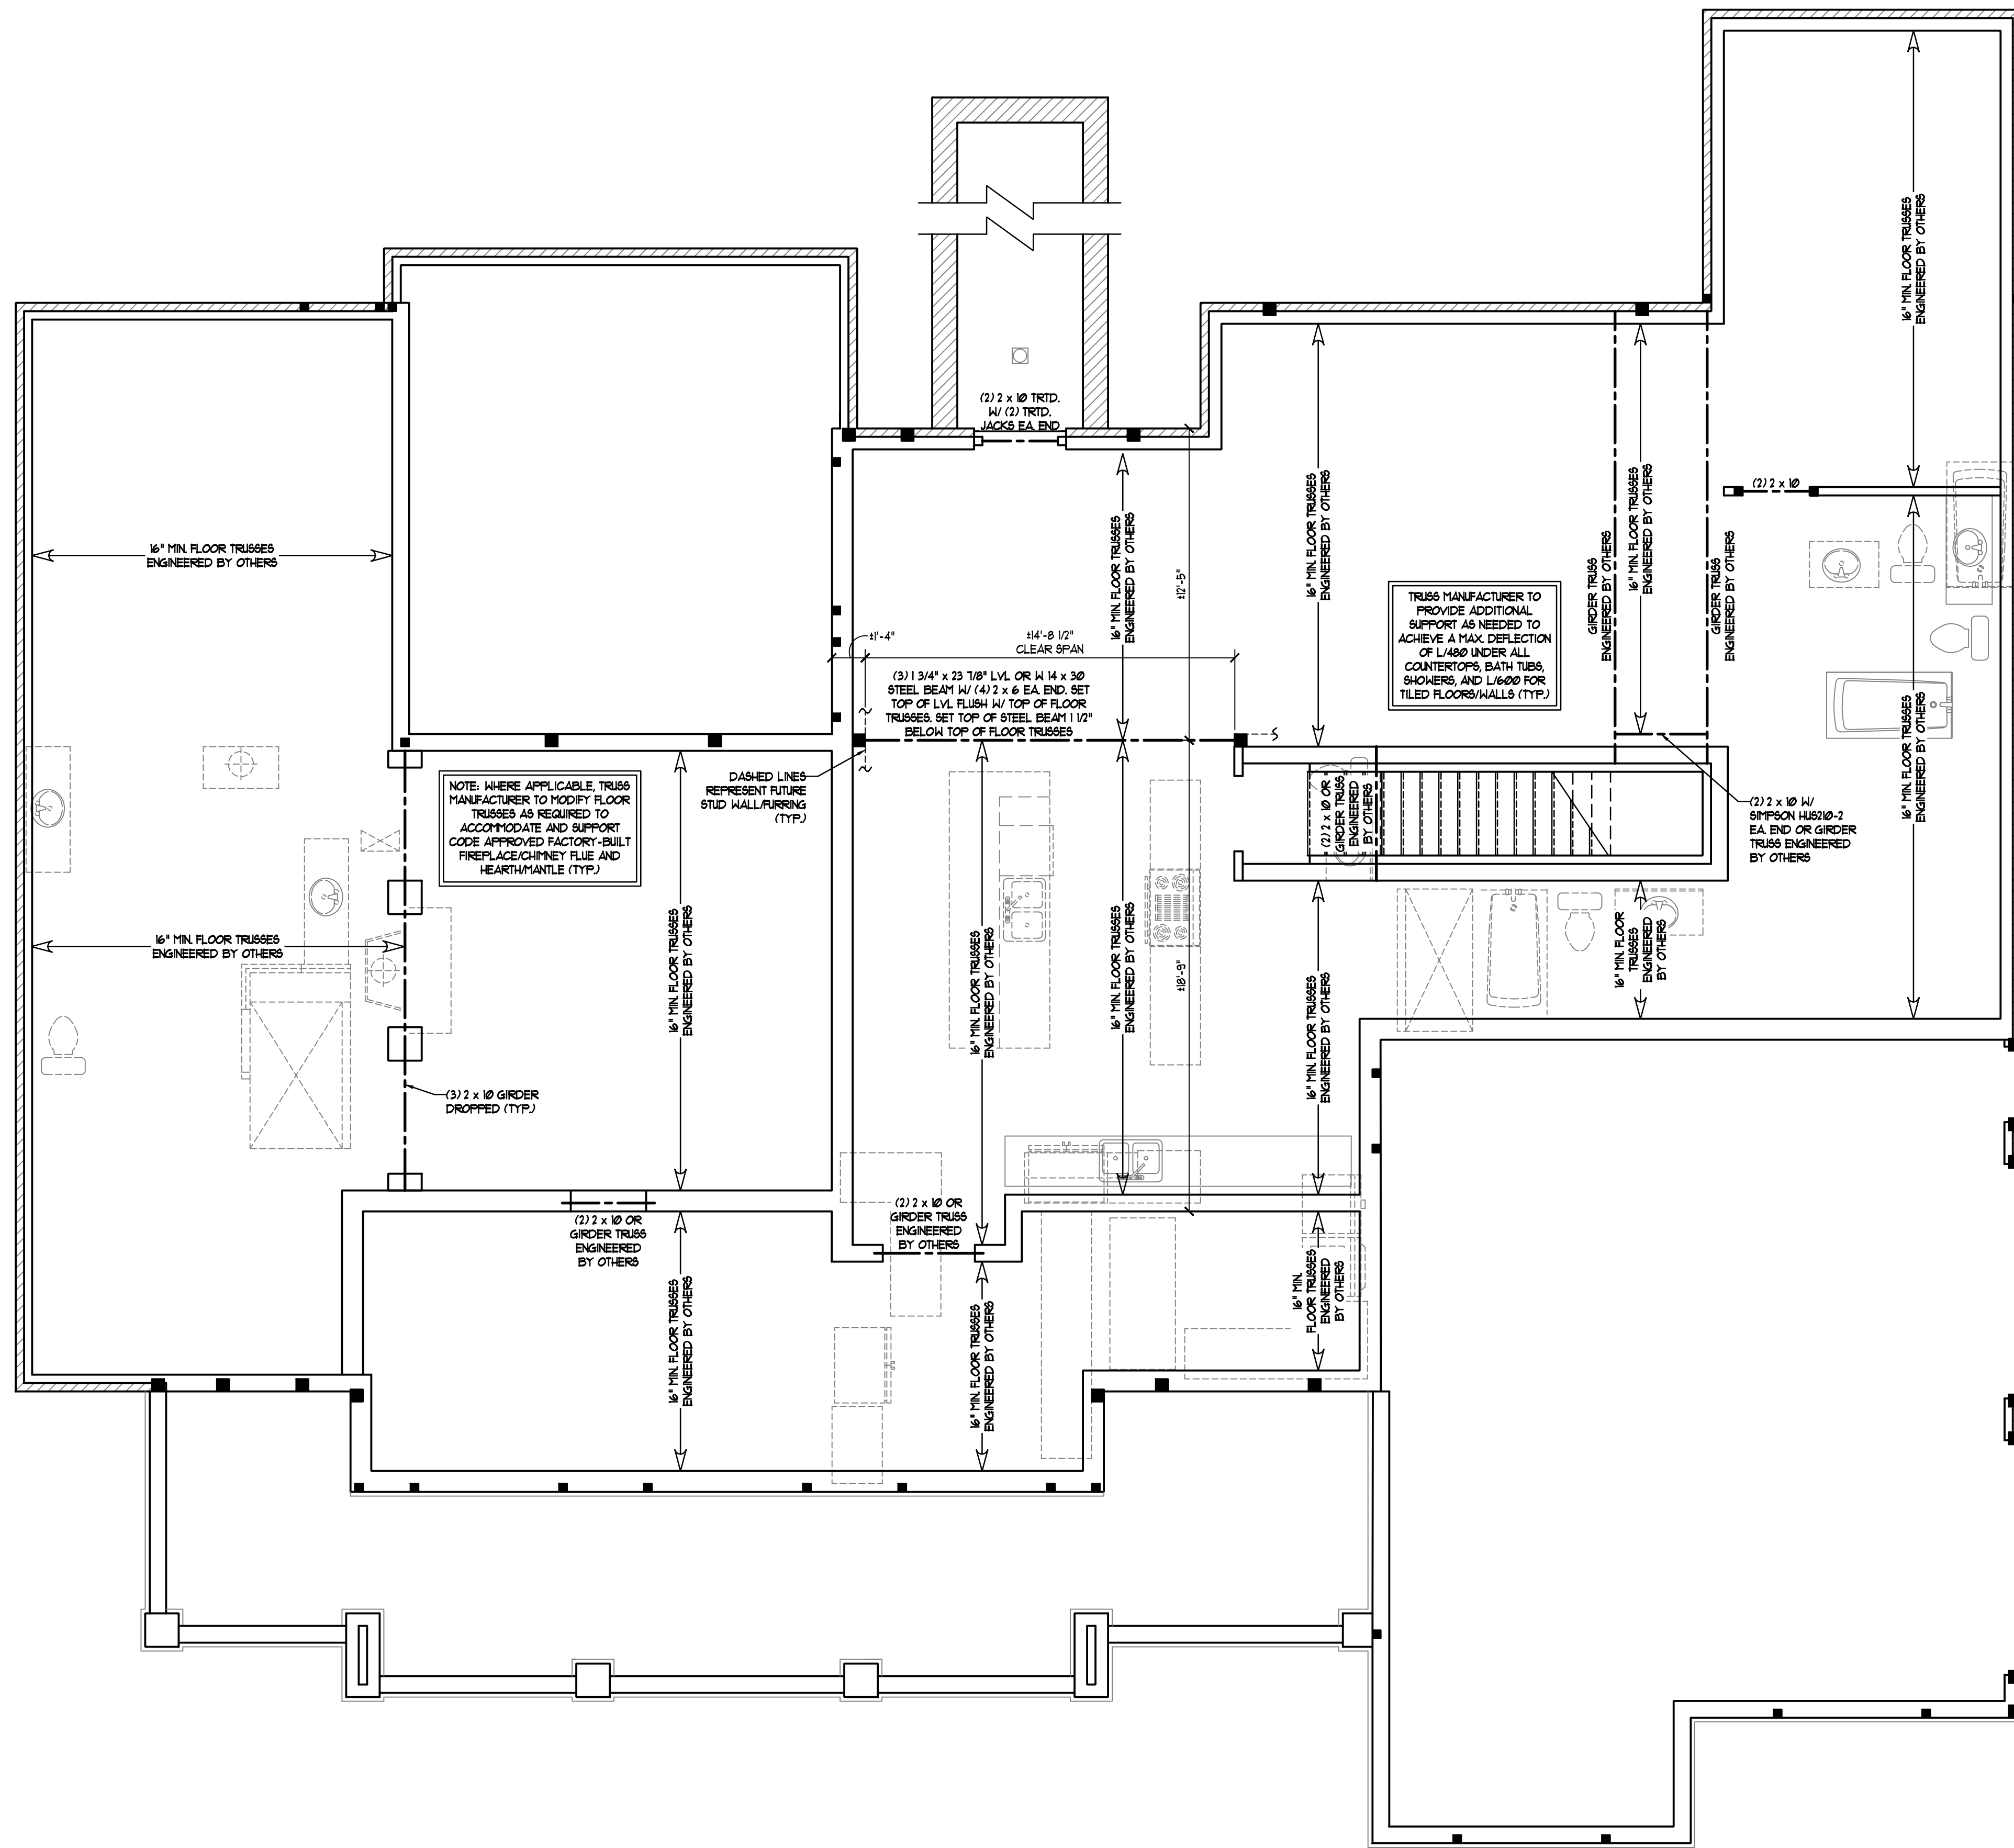 16" MIN. FLOOR TRUSSES
ENGINEERED BY OTHERS
(2) 2 x 10 TRTD.
W/ (2) TRTD.
JACKS EA. END
16" MIN. FLOOR TRUSSES
ENGINEERED BY OTHERS
16" MIN. FLOOR TRUSSES
ENGINEERED BY OTHERS
16" MIN. FLOOR TRUSSES
ENGINEERED BY OTHERS
(2) 2 x 10
16" MIN. FLOOR TRUSSES
ENGINEERED BY OTHERS
±12'-5"
GIRDER TRUSS
ENGINEERED BY OTHERS
GIRDER TRUSS
ENGINEERED BY OTHERS
TRUSS MANUFACTURER TO
PROVIDE ADDITIONAL
SUPPORT AS NEEDED TO
ACHIEVE A MAX. DEFLECTION
OF L/480 UNDER ALL
COUNTERTOPS, BATH TUBS,
SHOWERS, AND L/600 FOR
TILED FLOORS/WALLS (TYP.)
±1'-4"
±14'-8 1/2"
CLEAR SPAN
(3) 1 3/4" x 23 7/8" LVL OR W 14 x 30
STEEL BEAM W/ (4) 2 x 6 EA. END. SET
TOP OF LVL FLUSH W/ TOP OF FLOOR
TRUSSES. SET TOP OF STEEL BEAM 1 1/2"
BELOW TOP OF FLOOR TRUSSES
16" MIN. FLOOR TRUSSES
ENGINEERED BY OTHERS
DASHED LINES
REPRESENT FUTURE
STUD WALL/FURRING
(TYP.)
NOTE: WHERE APPLICABLE, TRUSS
MANUFACTURER TO MODIFY FLOOR
TRUSSES AS REQUIRED TO
ACCOMMODATE AND SUPPORT
CODE APPROVED FACTORY-BUILT
FIREPLACE/CHIMNEY FLUE AND
HEARTH/MANTLE (TYP.)
(2) 2 x 10 OR
GIRDER TRUSS
ENGINEERED
BY OTHERS
(2) 2 x 10 W/
SIMPSON HUS210-2
EA. END OR GIRDER
TRUSS ENGINEERED
BY OTHERS
16" MIN. FLOOR TRUSSES
ENGINEERED BY OTHERS
16" MIN. FLOOR TRUSSES
ENGINEERED BY OTHERS
16" MIN. FLOOR TRUSSES
ENGINEERED BY OTHERS
16" MIN. FLOOR TRUSSES
ENGINEERED BY OTHERS
±18'-9"
16" MIN. FLOOR TRUSSES
ENGINEERED BY OTHERS
16" MIN. FLOOR
TRUSSES
ENGINEERED
BY OTHERS
(3) 2 x 10 GIRDER
DROPPED (TYP.)
(2) 2 x 10 OR
GIRDER TRUSS
ENGINEERED
BY OTHERS
(2) 2 x 10 OR
GIRDER TRUSS
ENGINEERED
BY OTHERS
16" MIN. FLOOR TRUSSES
ENGINEERED BY OTHERS
16" MIN. FLOOR TRUSSES
ENGINEERED BY OTHERS
16" MIN.
FLOOR TRUSSES
ENGINEERED
BY OTHERS